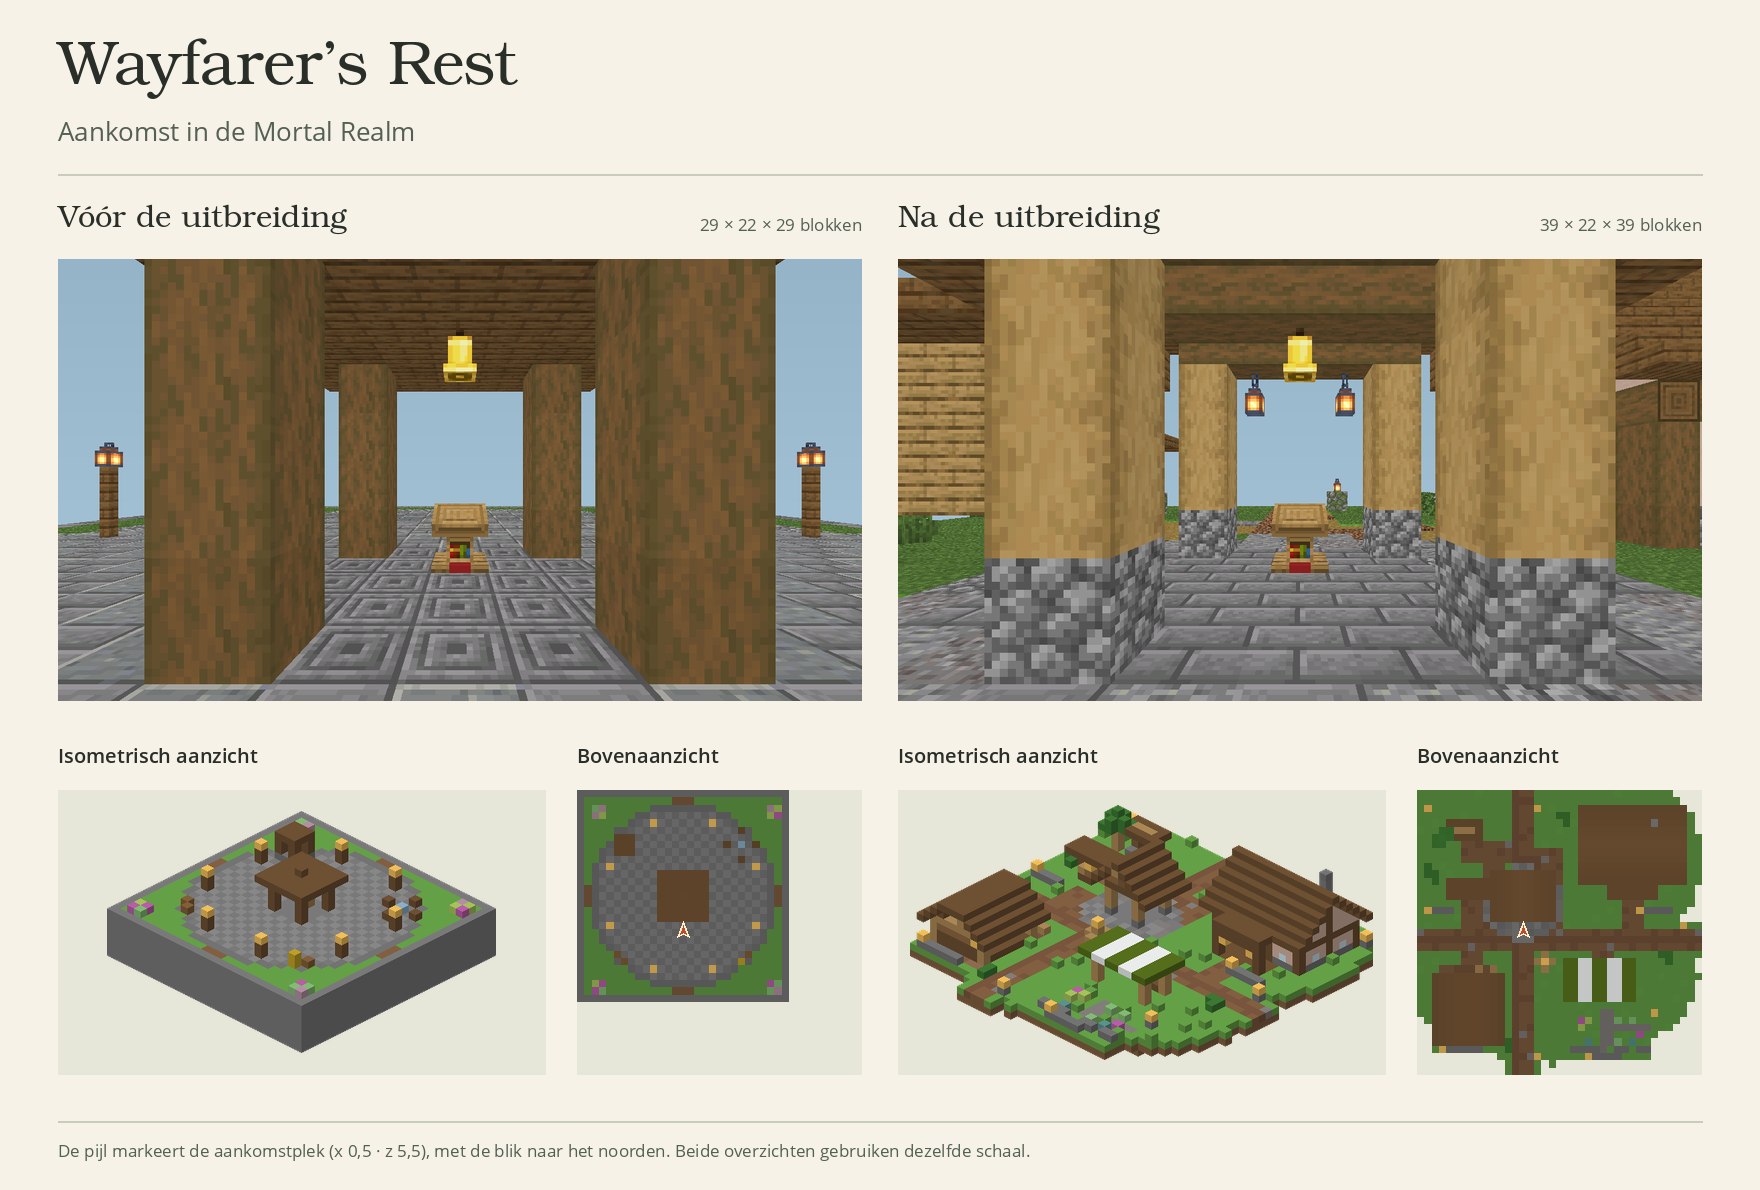 Wayfarer’s Rest
Aankomst in de Mortal Realm
Vóór de uitbreiding
29 × 22 × 29 blokken
Na de uitbreiding
39 × 22 × 39 blokken
Isometrisch aanzicht
Bovenaanzicht
Isometrisch aanzicht
Bovenaanzicht
De pijl markeert de aankomstplek (x 0,5 · z 5,5), met de blik naar het noorden. Beide overzichten gebruiken dezelfde schaal.